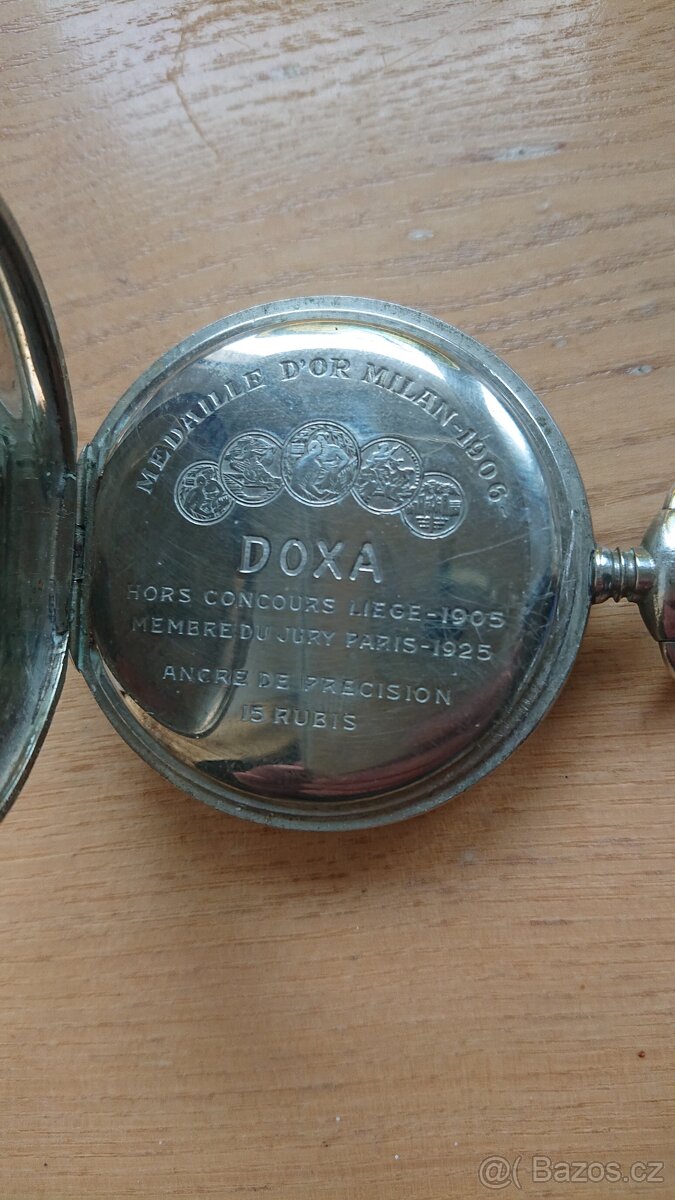 MEDAILLE D'OR MILAN-1906
DOXA
HORS CONCOURS LIEGE-1905
MEMBRE DU JURY PARIS-1925
ANCRE DE PRECISION
15 RUBIS
@( Bazos.cz